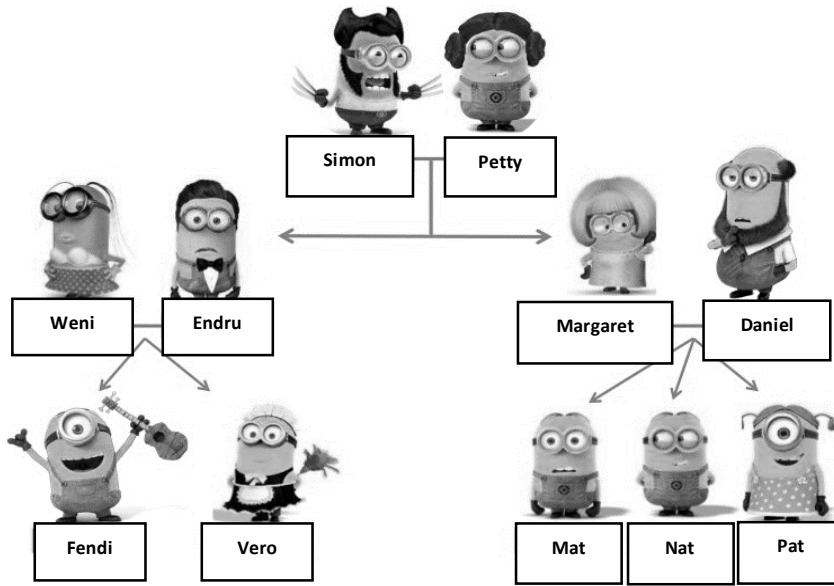 Simon
Petty
Weni
Endru
Margaret
Daniel
Fendi
Vero
Mat
Nat
Pat